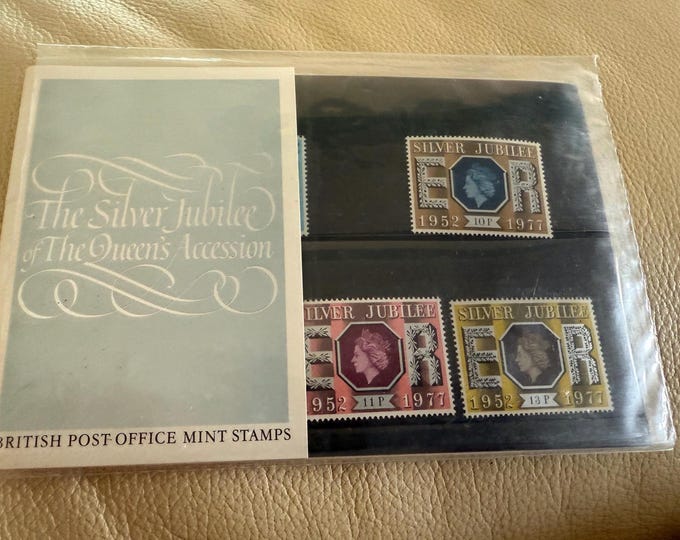 The Silver Jubilee
of The Queen's Accession
BRITISH POST OFFICE MINT STAMPS
SILVER JUBILEE
E R
1952 10P 1977
SILVER JUBILEE
E R
1952 11P 1977
SILVER JUBILEE
E R
1952 13P 1977